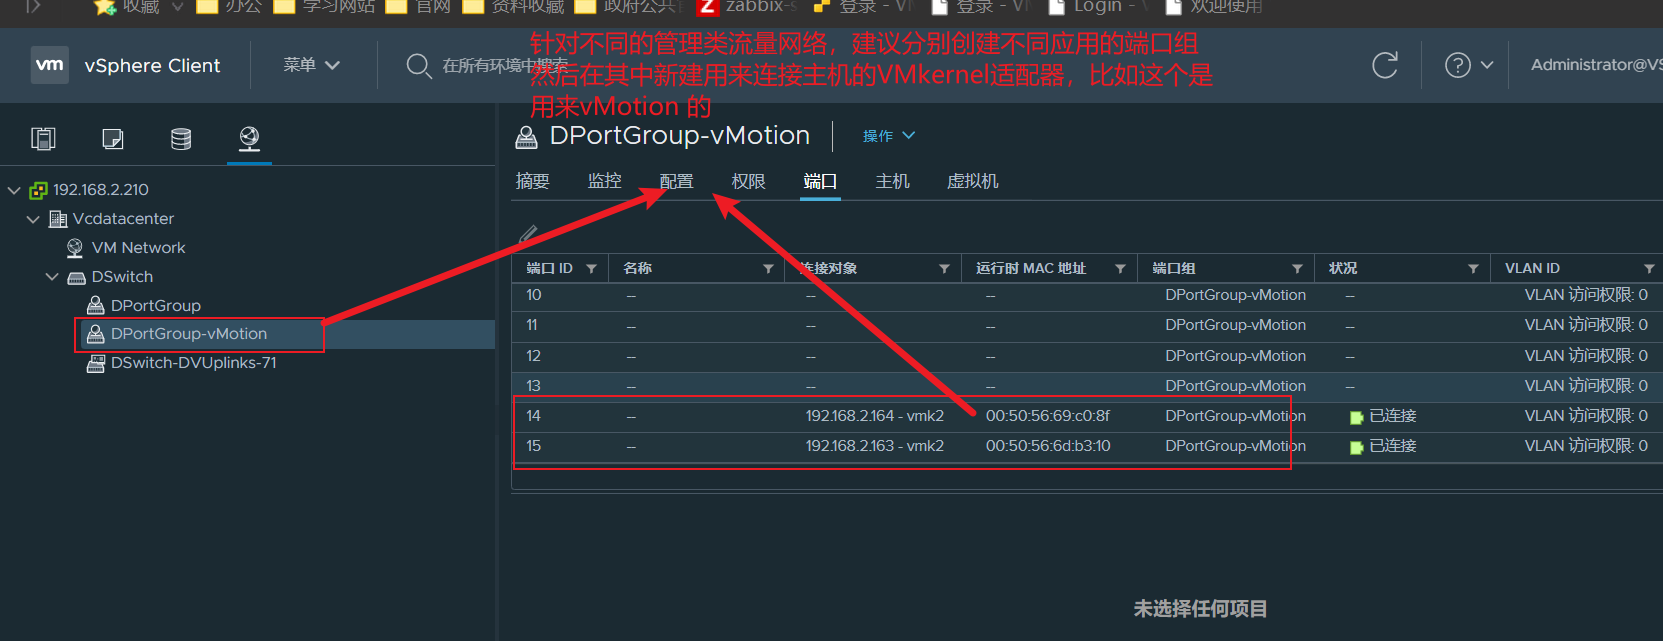 收藏 办公 学习网站 官网 资料收藏 政府公共 zabbix-s 登录 - VM 登录 - VM Login - 欢迎使用
针对不同的管理类流量网络，建议分别创建不同应用的端口组
vm vSphere Client 菜单 在所有环境中搜索 Administrator@VS
然后在其中新建用来连接主机的VMkernel适配器，比如这个是
用来vMotion 的
DPortGroup-vMotion 操作
摘要 监控 配置 权限 端口 主机 虚拟机
192.168.2.210
Vcdatacenter
VM Network
DSwitch
DPortGroup
DPortGroup-vMotion
DSwitch-DVUplinks-71
端口 ID 名称 连接对象 运行时 MAC 地址 端口组 状况 VLAN ID
10 -- -- -- DPortGroup-vMotion -- VLAN 访问权限: 0
11 -- -- -- DPortGroup-vMotion -- VLAN 访问权限: 0
12 -- -- -- DPortGroup-vMotion -- VLAN 访问权限: 0
13 -- -- -- DPortGroup-vMotion -- VLAN 访问权限: 0
14 -- 192.168.2.164 - vmk2 00:50:56:69:c0:8f DPortGroup-vMotion 已连接 VLAN 访问权限: 0
15 -- 192.168.2.163 - vmk2 00:50:56:6d:b3:10 DPortGroup-vMotion 已连接 VLAN 访问权限: 0
未选择任何项目